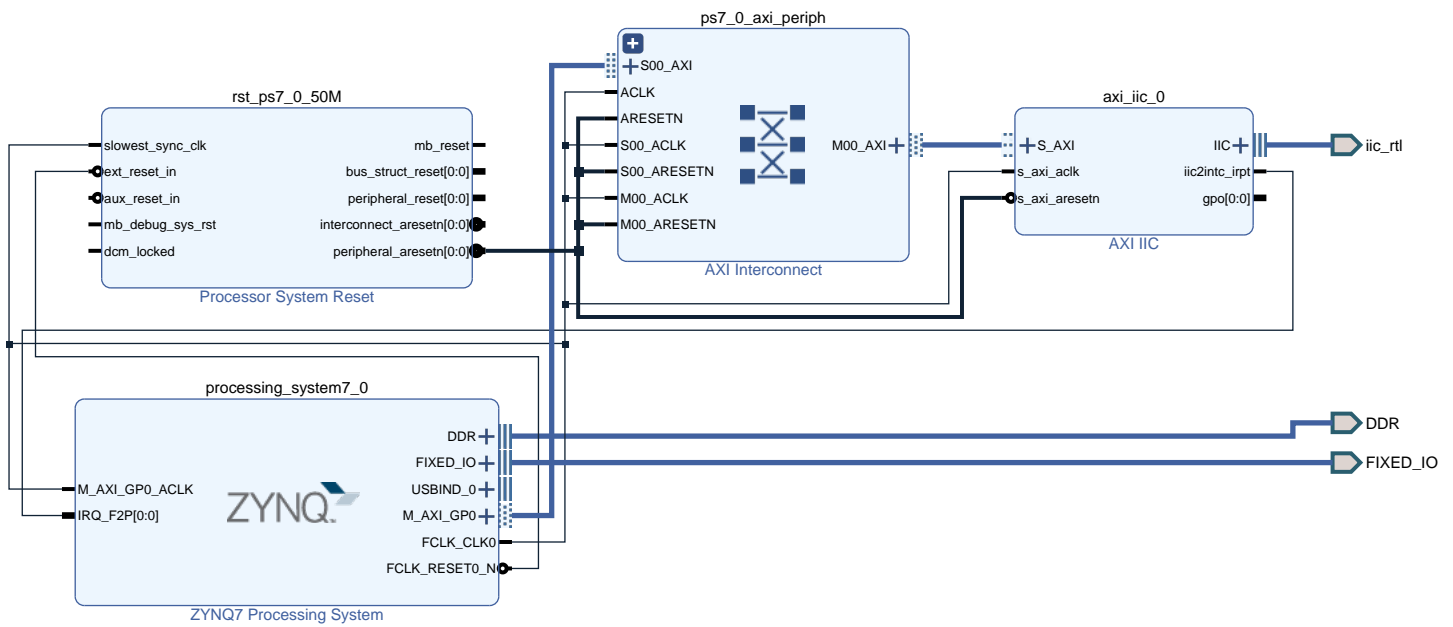 ps7_0_axi_periph
S00_AXI
ACLK
ARESETN
S00_ACLK
S00_ARESETN
M00_ACLK
M00_ARESETN
M00_AXI
AXI Interconnect
rst_ps7_0_50M
slowest_sync_clk
ext_reset_in
aux_reset_in
mb_debug_sys_rst
dcm_locked
mb_reset
bus_struct_reset[0:0]
peripheral_reset[0:0]
interconnect_aresetn[0:0]
peripheral_aresetn[0:0]
Processor System Reset
axi_iic_0
S_AXI
s_axi_aclk
s_axi_aresetn
IIC
iic2intc_irpt
gpo[0:0]
AXI IIC
iic_rtl
processing_system7_0
M_AXI_GP0_ACLK
IRQ_F2P[0:0]
ZYNQ
DDR
FIXED_IO
USBIND_0
M_AXI_GP0
FCLK_CLK0
FCLK_RESET0_N
ZYNQ7 Processing System
DDR
FIXED_IO